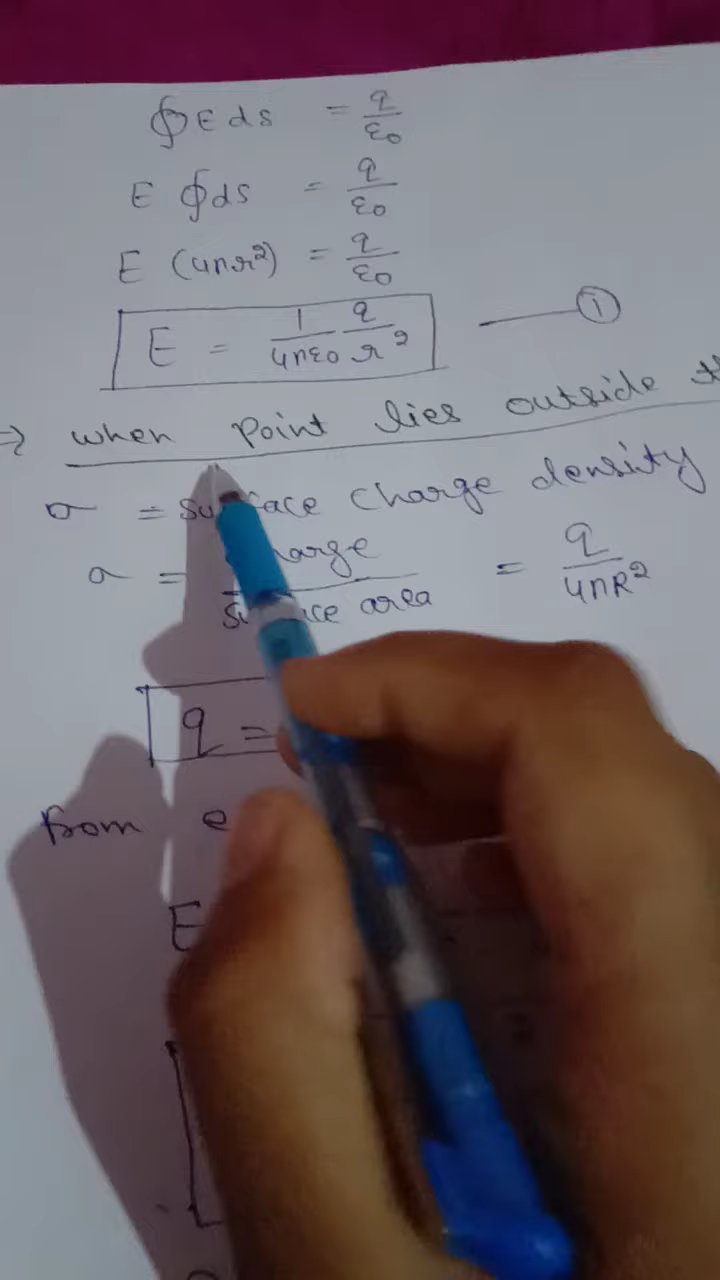 ∮ E ds = q/ε0
E ∮ ds = q/ε0
E (4πr²) = q/ε0
E = 1/4πε0 q/r² ①
⇒ when point lies outside
σ = surface charge density
σ = charge/surface area = q/4πR²
q =
from
E